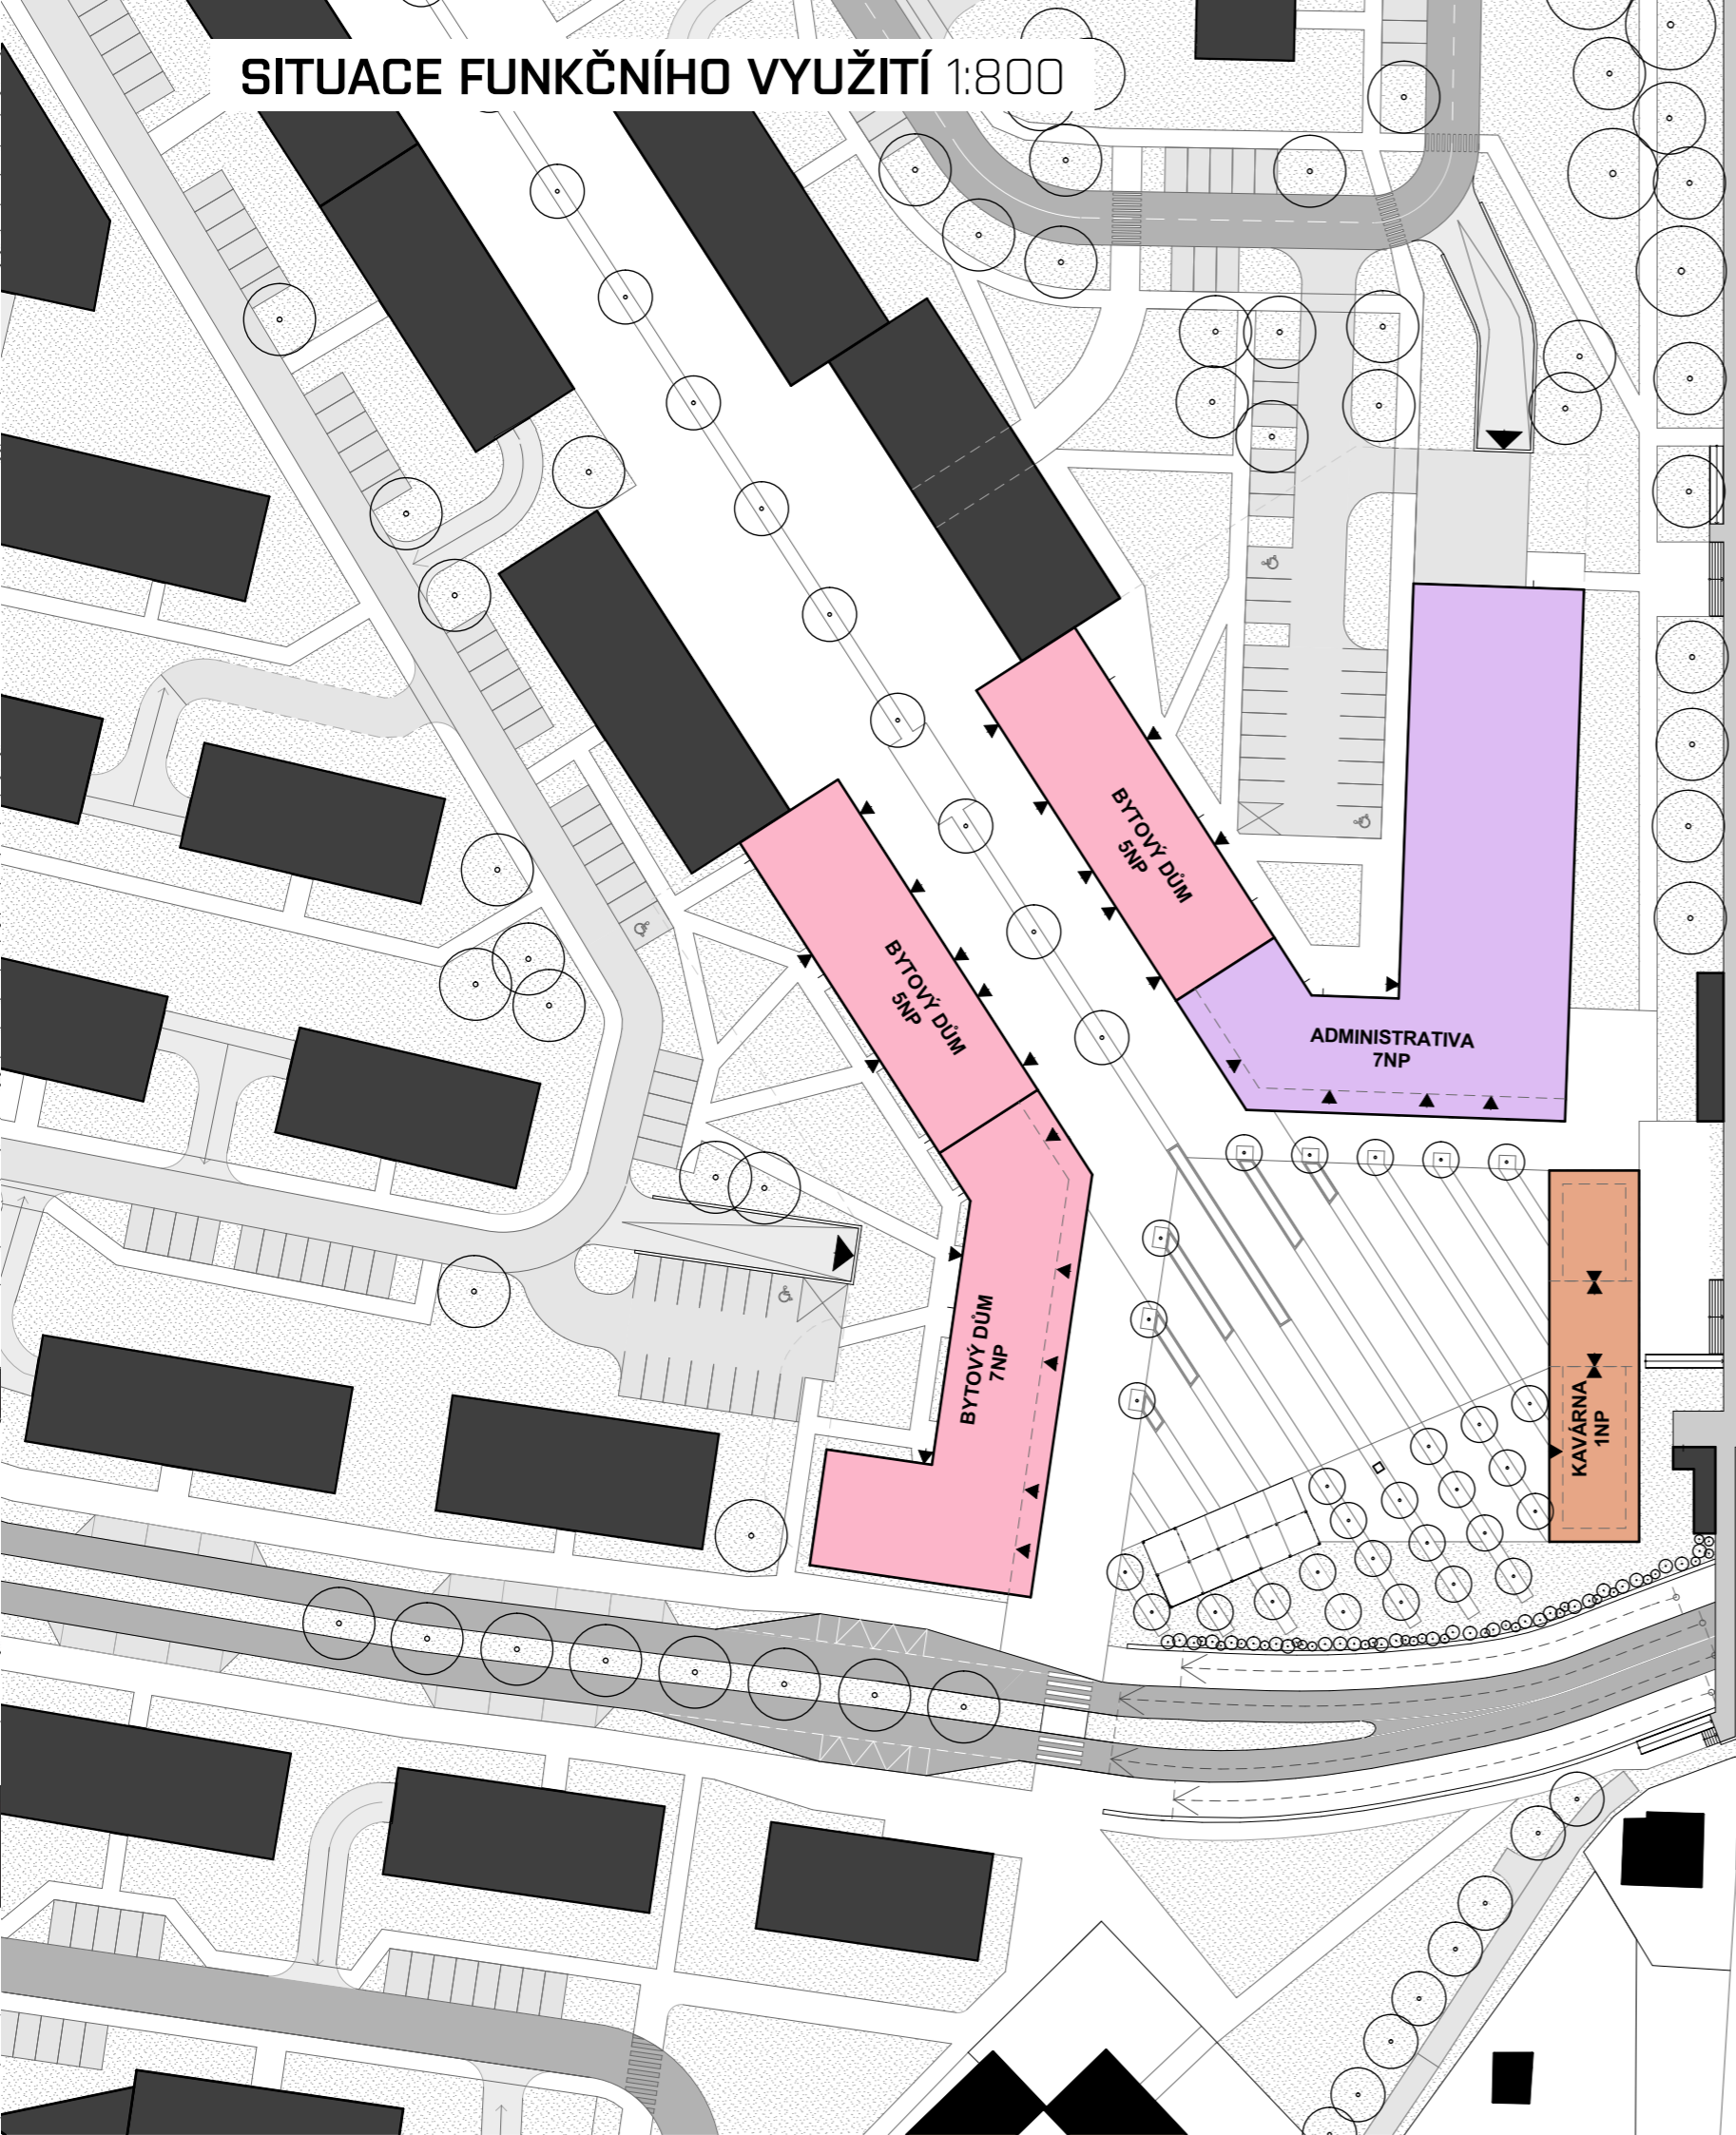 SITUACE FUNKČNÍHO VYUŽITÍ 1:800
BYTOVÝ DŮM
5NP
BYTOVÝ DŮM
5NP
ADMINISTRATIVA
7NP
BYTOVÝ DŮM
7NP
KAVÁRNA
1NP